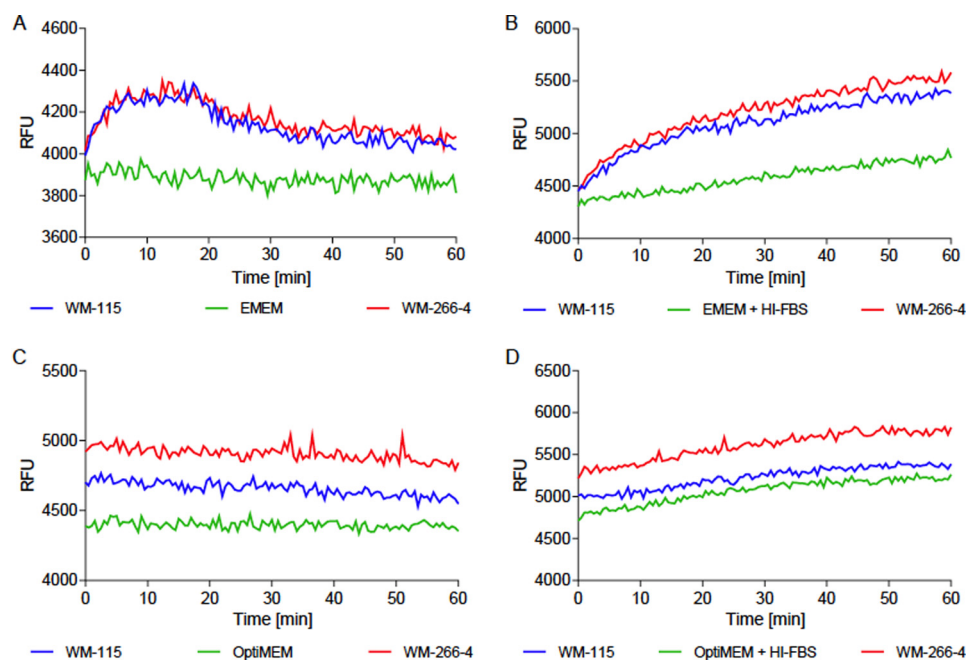 A
4600
4400
4200
4000
3800
3600
RFU
0 10 20 30 40 50 60
Time [min]
WM-115 EMEM WM-266-4
B
6000
5500
5000
4500
4000
RFU
0 10 20 30 40 50 60
Time [min]
WM-115 EMEM + HI-FBS WM-266-4
C
5500
5000
4500
4000
RFU
0 10 20 30 40 50 60
Time [min]
WM-115 OptiMEM WM-266-4
D
6500
6000
5500
5000
4500
4000
RFU
0 10 20 30 40 50 60
Time [min]
WM-115 OptiMEM + HI-FBS WM-266-4